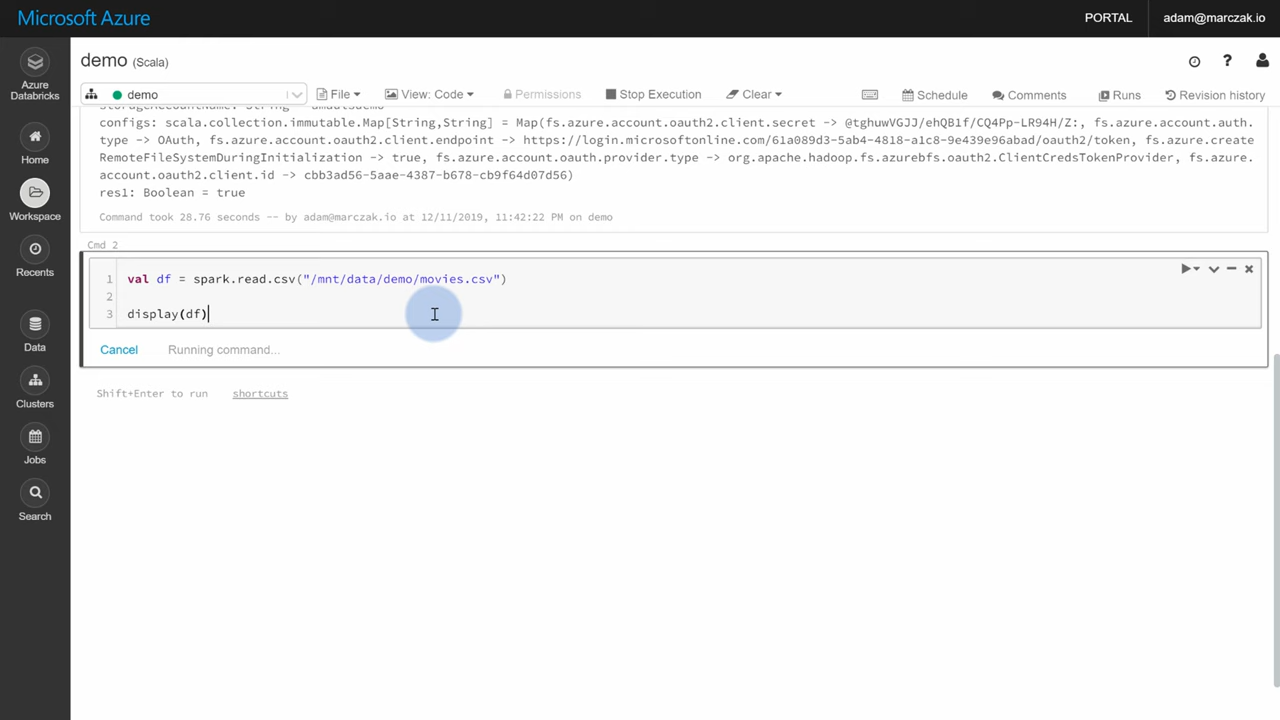 Microsoft Azure
PORTAL
adam@marczak.io
Azure
Databricks
Home
Workspace
Recents
Data
Clusters
Jobs
Search
demo (Scala)
demo
File
View: Code
Permissions
Stop Execution
Clear
Schedule
Comments
Runs
Revision history
configs: scala.collection.immutable.Map[String,String] = Map(fs.azure.account.oauth2.client.secret -> @tghuwVGJJ/ehQB1f/CQ4Pp-LR94H/Z:, fs.azure.account.auth.
type -> OAuth, fs.azure.account.oauth2.client.endpoint -> https://login.microsoftonline.com/61a089d3-5ab4-4818-a1c8-9e439e96abad/oauth2/token, fs.azure.create
RemoteFileSystemDuringInitialization -> true, fs.azure.account.oauth.provider.type -> org.apache.hadoop.fs.azurebfs.oauth2.ClientCredsTokenProvider, fs.azure.
account.oauth2.client.id -> cbb3ad56-5aae-4387-b678-cb9f64d07d56)
res1: Boolean = true
Command took 28.76 seconds -- by adam@marczak.io at 12/11/2019, 11:42:22 PM on demo
Cmd 2
1 val df = spark.read.csv("/mnt/data/demo/movies.csv")
2
3 display(df)
Cancel Running command...
Shift+Enter to run shortcuts